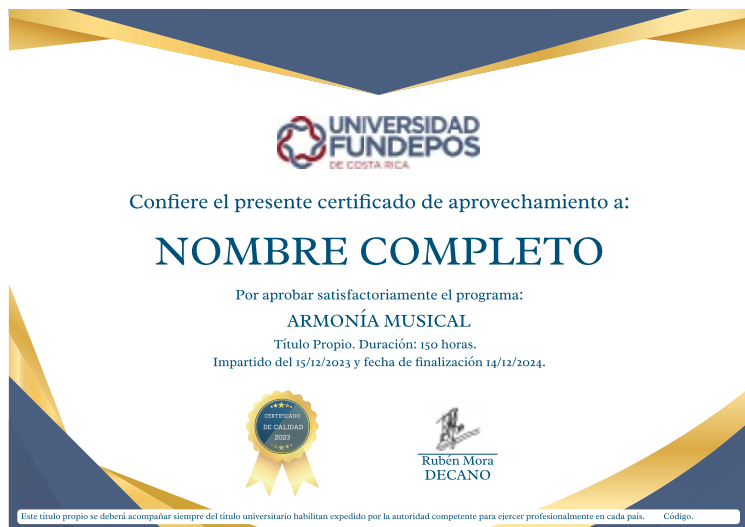 UNIVERSIDAD
FUNDEPOS
DE COSTA RICA
Confiere el presente certificado de aprovechamiento a:
NOMBRE COMPLETO
Por aprobar satisfactoriamente el programa:
ARMONÍA MUSICAL
Título Propio. Duración: 150 horas.
Impartido del 15/12/2023 y fecha de finalización 14/12/2024.
CERTIFICADO
DE CALIDAD
2023
Rubén Mora
DECANO
Este título propio se deberá acompañar siempre del título universitario habilitan expedido por la autoridad competente para ejercer profesionalmente en cada país. Código.